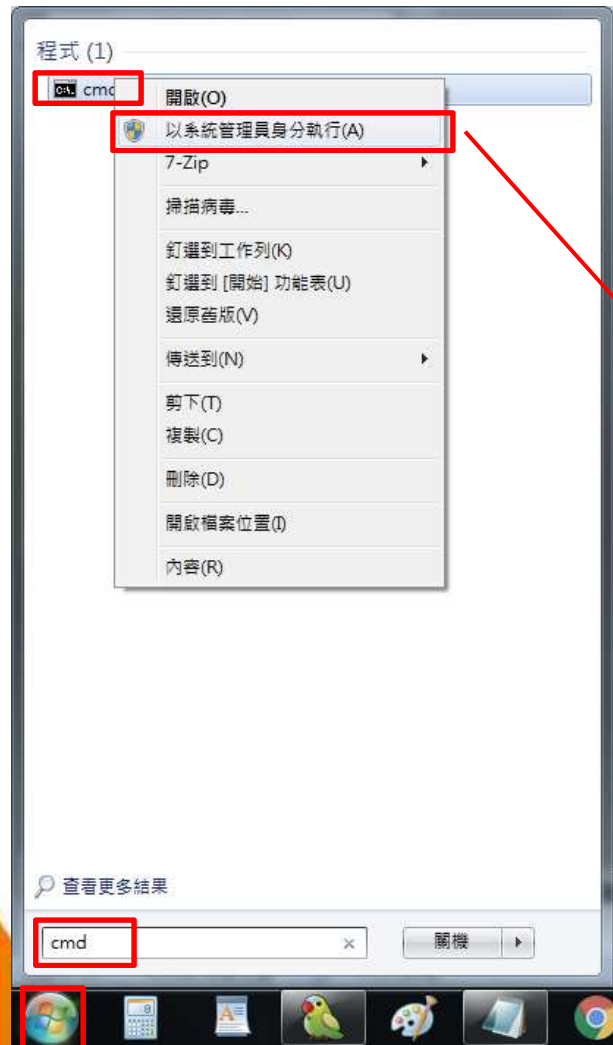 程式 (1)
cmd
開啟(O)
以系統管理員身分執行(A)
7-Zip
掃描病毒...
釘選到工作列(K)
釘選到 [開始] 功能表(U)
還原舊版(V)
傳送到(N)
剪下(T)
複製(C)
刪除(D)
開啟檔案位置(I)
內容(R)
查看更多結果
cmd
關機